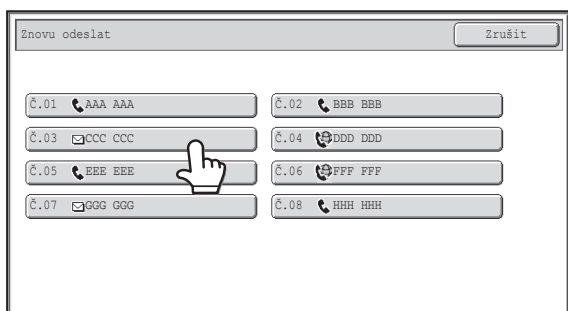 Znovu odeslat Zrušit
Č.01 AAA AAA Č.02 BBB BBB
Č.03 CCC CCC Č.04 DDD DDD
Č.05 EEE EEE Č.06 FFF FFF
Č.07 GGG GGG Č.08 HHH HHH